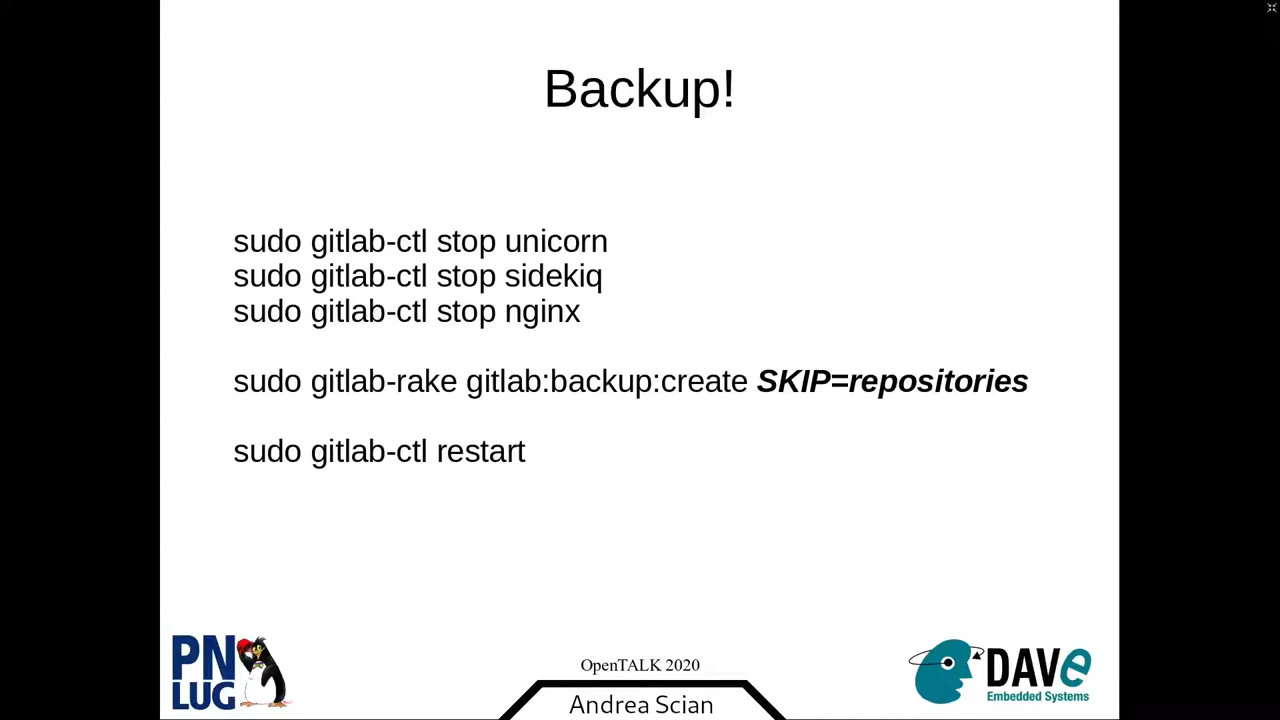 Backup!
sudo gitlab-ctl stop unicorn
sudo gitlab-ctl stop sidekiq
sudo gitlab-ctl stop nginx
sudo gitlab-rake gitlab:backup:create SKIP=repositories
sudo gitlab-ctl restart
PN
LUG
OpenTALK 2020
Andrea Scian
DAVe
Embedded Systems